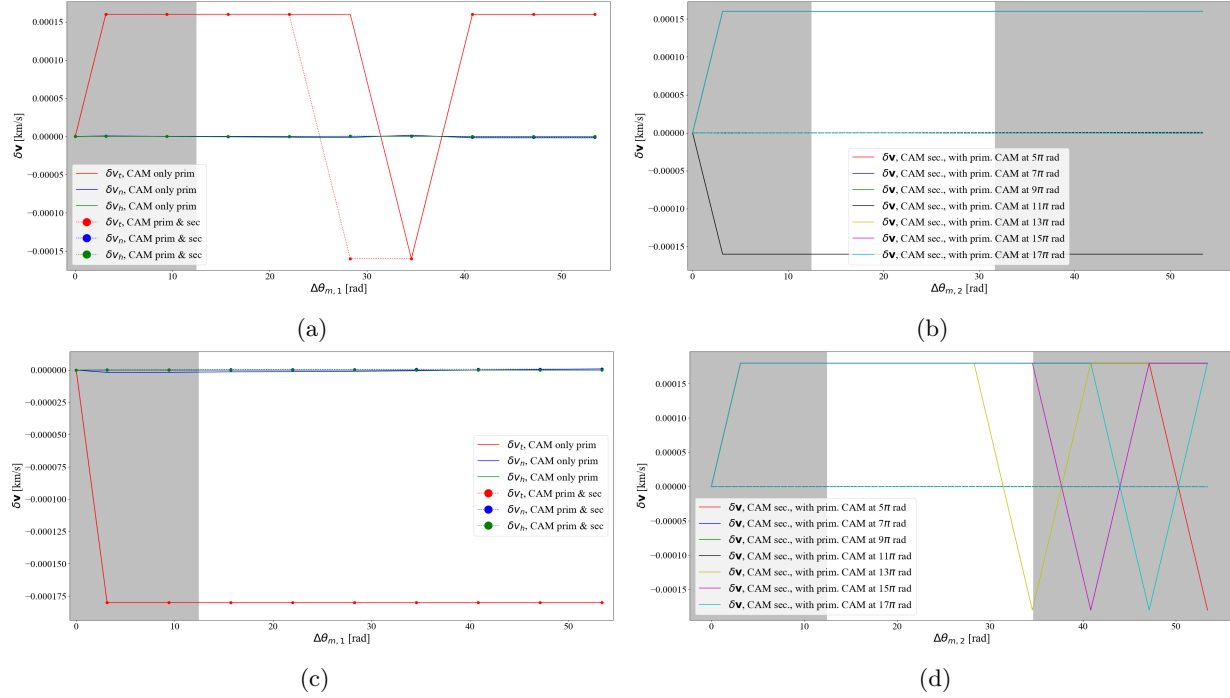 0.00015
0.00010
0.00005
0.00000
−0.00005
−0.00010
−0.00015
δv [km/s]
δv_t, CAM only prim
δv_n, CAM only prim
δv_h, CAM only prim
δv_t, CAM prim & sec
δv_n, CAM prim & sec
δv_h, CAM prim & sec
0 10 20 30 40 50
Δθ_{m,1} [rad]
(a)
0.00015
0.00010
0.00005
0.00000
−0.00005
−0.00010
−0.00015
δv [km/s]
δv, CAM sec., with prim. CAM at 5π rad
δv, CAM sec., with prim. CAM at 7π rad
δv, CAM sec., with prim. CAM at 9π rad
δv, CAM sec., with prim. CAM at 11π rad
δv, CAM sec., with prim. CAM at 13π rad
δv, CAM sec., with prim. CAM at 15π rad
δv, CAM sec., with prim. CAM at 17π rad
0 10 20 30 40 50
Δθ_{m,2} [rad]
(b)
0.000000
−0.000025
−0.000050
−0.000075
−0.000100
−0.000125
−0.000150
−0.000175
δv [km/s]
δv_t, CAM only prim
δv_n, CAM only prim
δv_h, CAM only prim
δv_t, CAM prim & sec
δv_n, CAM prim & sec
δv_h, CAM prim & sec
0 10 20 30 40 50
Δθ_{m,1} [rad]
(c)
0.00015
0.00010
0.00005
0.00000
−0.00005
−0.00010
−0.00015
δv [km/s]
δv, CAM sec., with prim. CAM at 5π rad
δv, CAM sec., with prim. CAM at 7π rad
δv, CAM sec., with prim. CAM at 9π rad
δv, CAM sec., with prim. CAM at 11π rad
δv, CAM sec., with prim. CAM at 13π rad
δv, CAM sec., with prim. CAM at 15π rad
δv, CAM sec., with prim. CAM at 17π rad
0 10 20 30 40 50
Δθ_{m,2} [rad]
(d)